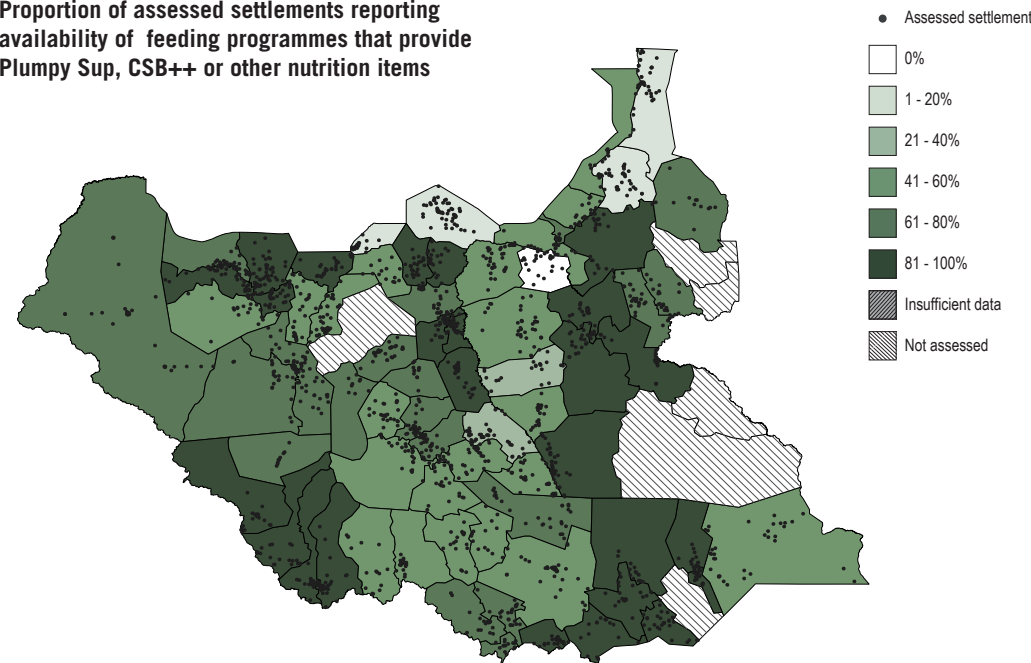 Proportion of assessed settlements reporting
availability of feeding programmes that provide
Plumpy Sup, CSB++ or other nutrition items
Assessed settlement
0%
1 - 20%
21 - 40%
41 - 60%
61 - 80%
81 - 100%
Insufficient data
Not assessed